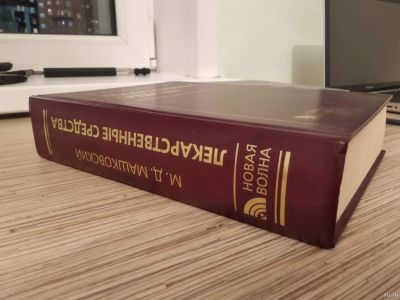 М. Д. МАШКОВСКИЙ
ЛЕКАРСТВЕННЫЕ СРЕДСТВА
НОВАЯ
ВОЛНА